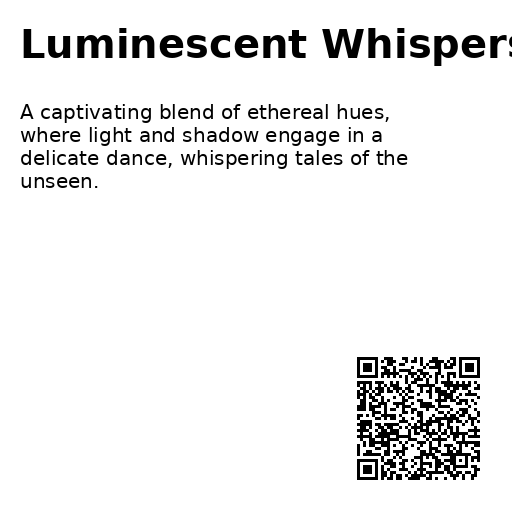 Luminescent Whispers
A captivating blend of ethereal hues,
where light and shadow engage in a
delicate dance, whispering tales of the
unseen.